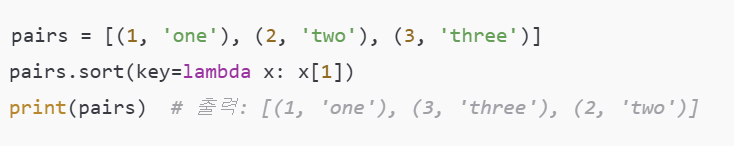 pairs = [(1, 'one'), (2, 'two'), (3, 'three')]
pairs.sort(key=lambda x: x[1])
print(pairs)  # 출력: [(1, 'one'), (3, 'three'), (2, 'two')]